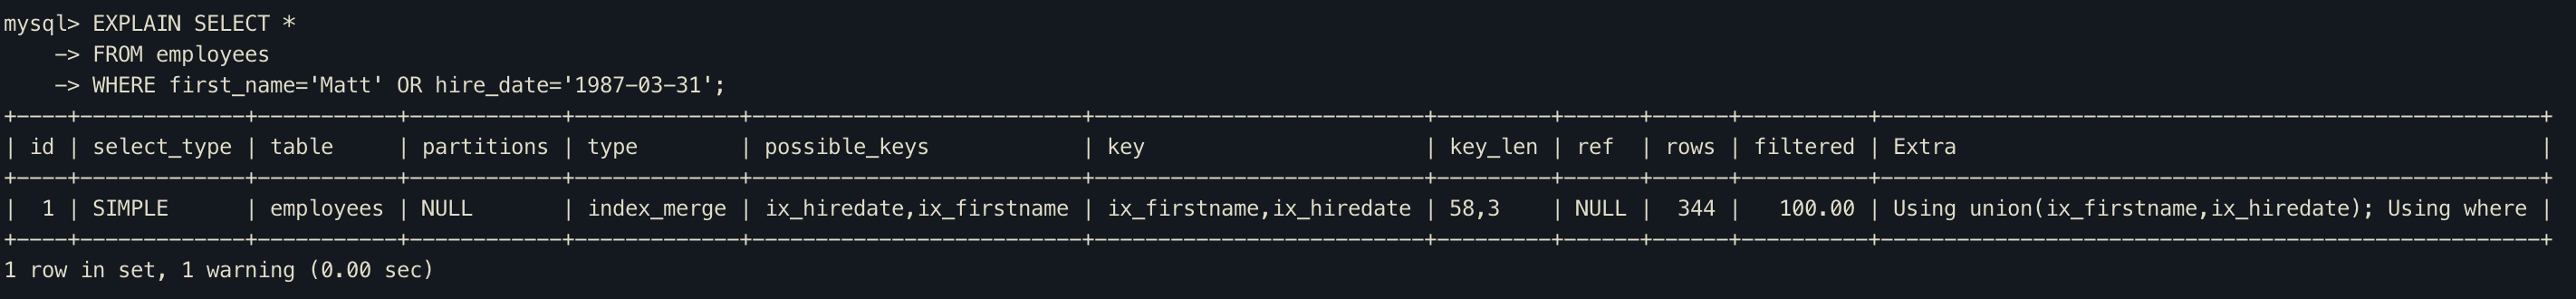 mysql> EXPLAIN SELECT *
    -> FROM employees
    -> WHERE first_name='Matt' OR hire_date='1987-03-31';
+----+-------------+-----------+------------+-------------+---------------------------+---------------------------+---------+------+------+----------+----------------------------------------------------+
| id | select_type | table     | partitions | type        | possible_keys             | key                       | key_len | ref  | rows | filtered | Extra                                              |
+----+-------------+-----------+------------+-------------+---------------------------+---------------------------+---------+------+------+----------+----------------------------------------------------+
|  1 | SIMPLE      | employees | NULL       | index_merge | ix_hiredate,ix_firstname | ix_firstname,ix_hiredate | 58,3    | NULL |  344 |   100.00 | Using union(ix_firstname,ix_hiredate); Using where |
+----+-------------+-----------+------------+-------------+---------------------------+---------------------------+---------+------+------+----------+----------------------------------------------------+
1 row in set, 1 warning (0.00 sec)